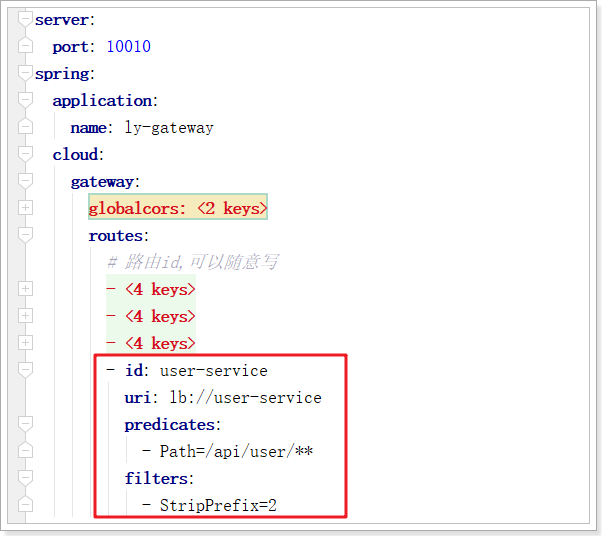 server:
  port: 10010
spring:
  application:
    name: ly-gateway
  cloud:
    gateway:
      globalcors: <2 keys>
      routes:
        # 路由id,可以随意写
        - <4 keys>
        - <4 keys>
        - <4 keys>
        - id: user-service
          uri: lb://user-service
          predicates:
            - Path=/api/user/**
          filters:
            - StripPrefix=2